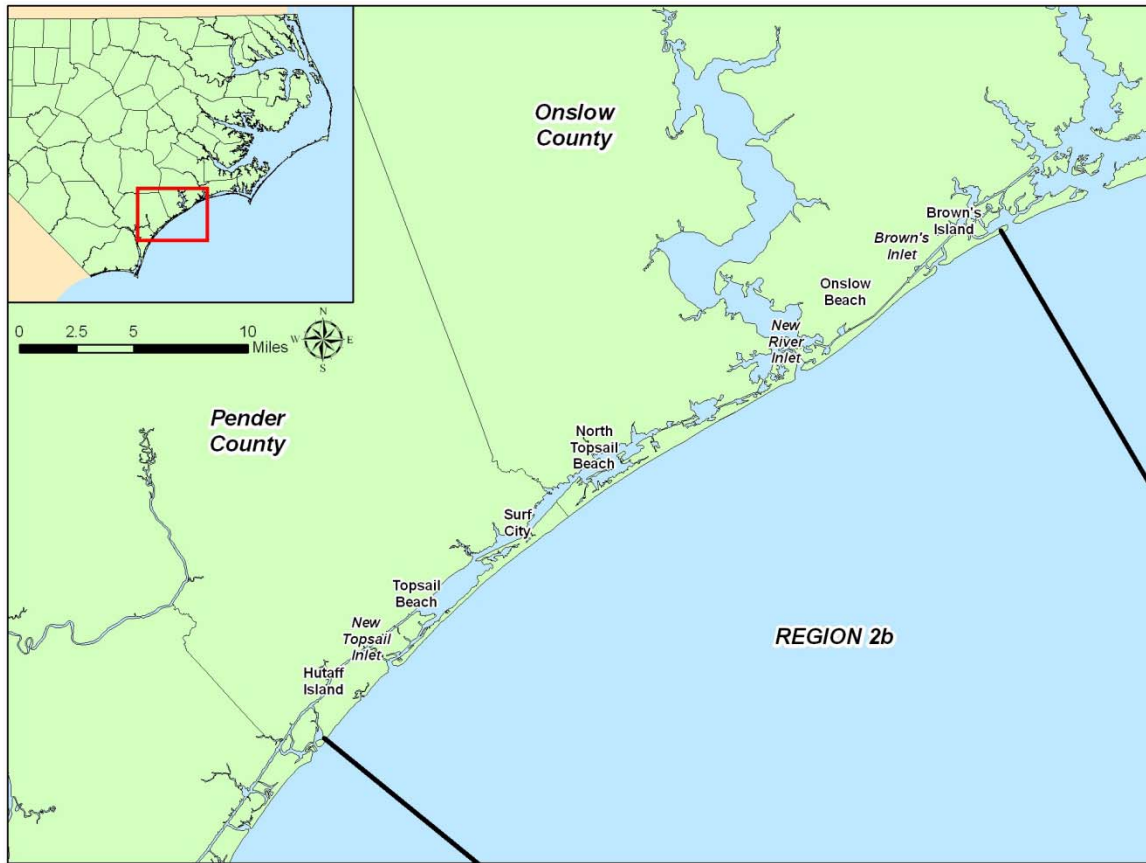 Onslow
County
Brown's
Island
Brown's
Inlet
Onslow
Beach
N
W
E
S
0
2.5
5
10
Miles
New
River
Inlet
Pender
County
North
Topsail
Beach
Surf
City
Topsail
Beach
New
Topsail
Inlet
REGION 2b
Hutaff
Island